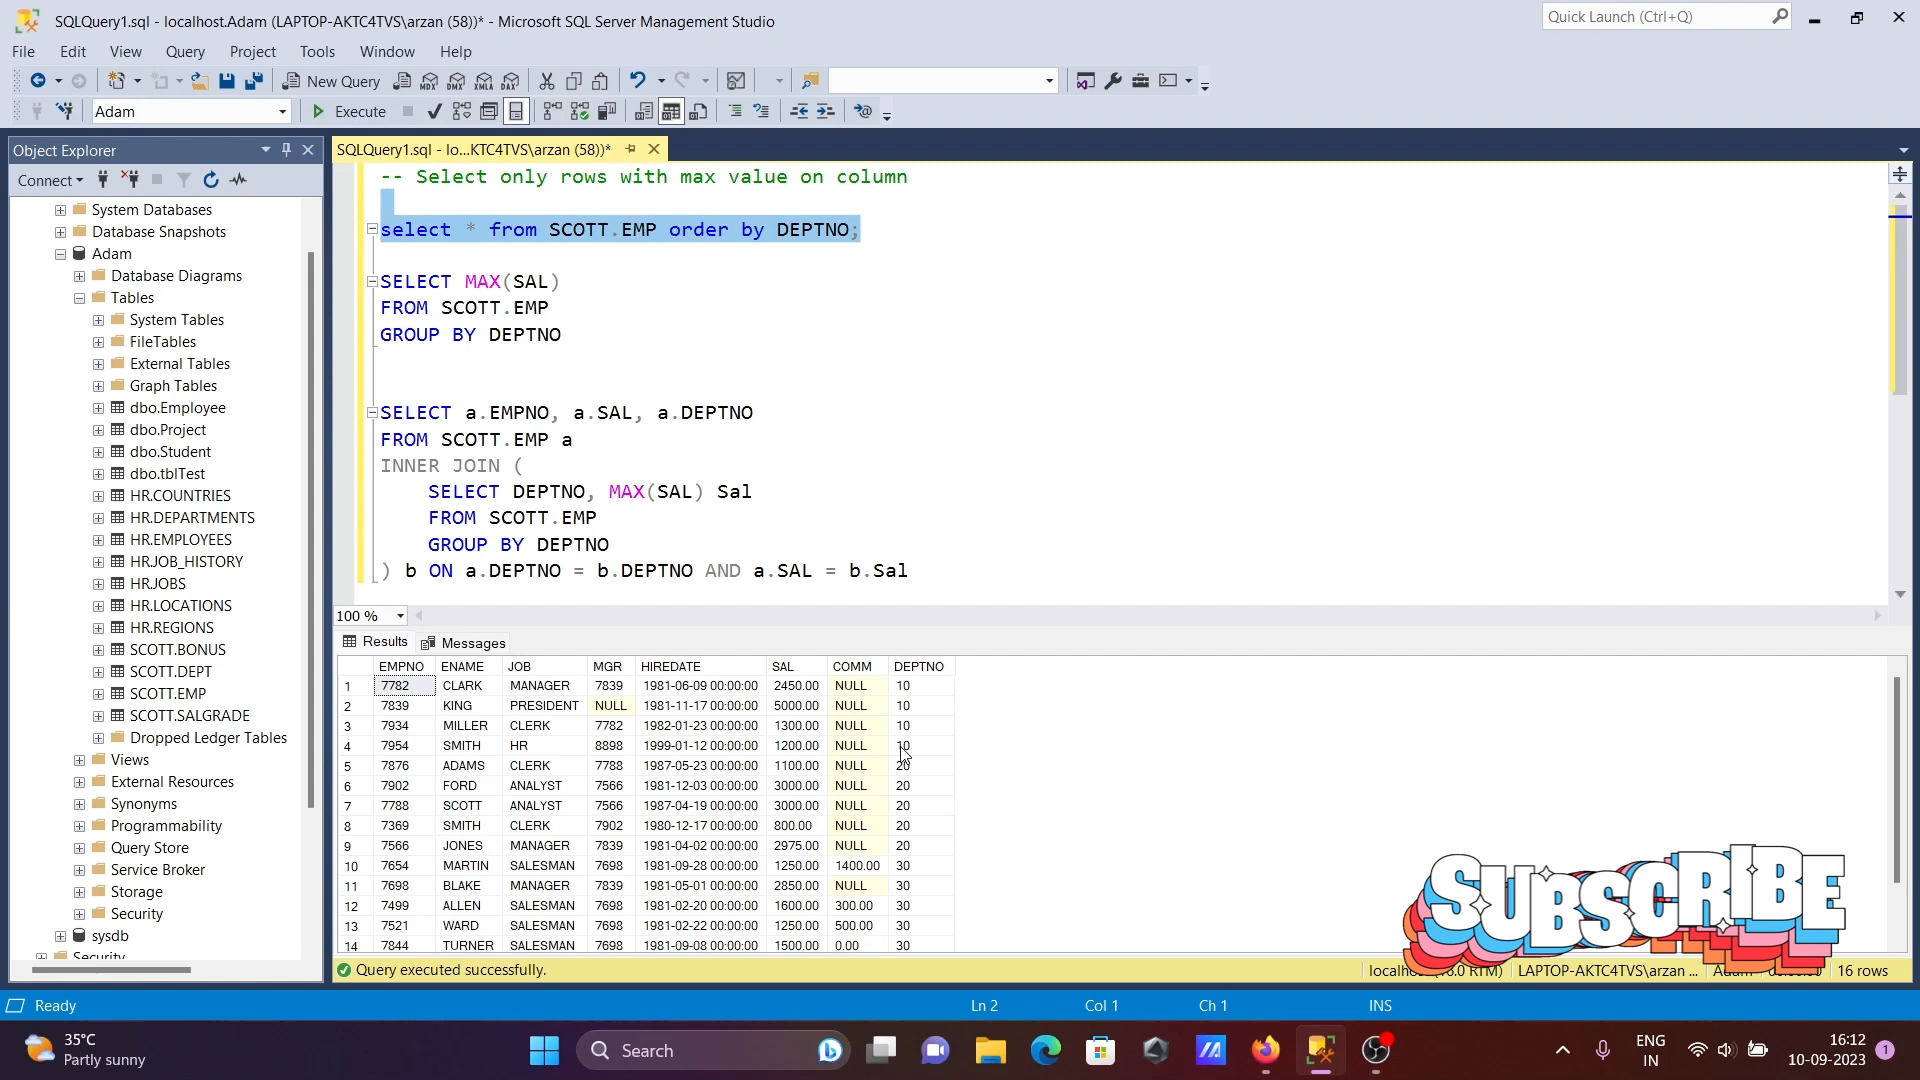 SQLQuery1.sql - localhost.Adam (LAPTOP-AKTC4TVS\arzan (58))* - Microsoft SQL Server Management Studio
Quick Launch (Ctrl+Q)
File Edit View Query Project Tools Window Help
New Query
MDX DMX XMLA DAX
Adam
Execute
Object Explorer
Connect
System Databases
Database Snapshots
Adam
Database Diagrams
Tables
System Tables
FileTables
External Tables
Graph Tables
dbo.Employee
dbo.Project
dbo.Student
dbo.tblTest
HR.COUNTRIES
HR.DEPARTMENTS
HR.EMPLOYEES
HR.JOB_HISTORY
HR.JOBS
HR.LOCATIONS
HR.REGIONS
SCOTT.BONUS
SCOTT.DEPT
SCOTT.EMP
SCOTT.SALGRADE
Dropped Ledger Tables
Views
External Resources
Synonyms
Programmability
Query Store
Service Broker
Storage
Security
sysdb
Security
SQLQuery1.sql - lo...KTC4TVS\arzan (58))*
-- Select only rows with max value on column
select * from SCOTT.EMP order by DEPTNO;
SELECT MAX(SAL)
FROM SCOTT.EMP
GROUP BY DEPTNO
SELECT a.EMPNO, a.SAL, a.DEPTNO
FROM SCOTT.EMP a
INNER JOIN (
SELECT DEPTNO, MAX(SAL) Sal
FROM SCOTT.EMP
GROUP BY DEPTNO
) b ON a.DEPTNO = b.DEPTNO AND a.SAL = b.Sal
100 %
Results Messages
EMPNO ENAME JOB MGR HIREDATE SAL COMM DEPTNO
1 7782 CLARK MANAGER 7839 1981-06-09 00:00:00 2450.00 NULL 10
2 7839 KING PRESIDENT NULL 1981-11-17 00:00:00 5000.00 NULL 10
3 7934 MILLER CLERK 7782 1982-01-23 00:00:00 1300.00 NULL 10
4 7954 SMITH HR 8898 1999-01-12 00:00:00 1200.00 NULL 10
5 7876 ADAMS CLERK 7788 1987-05-23 00:00:00 1100.00 NULL 20
6 7902 FORD ANALYST 7566 1981-12-03 00:00:00 3000.00 NULL 20
7 7788 SCOTT ANALYST 7566 1987-04-19 00:00:00 3000.00 NULL 20
8 7369 SMITH CLERK 7902 1980-12-17 00:00:00 800.00 NULL 20
9 7566 JONES MANAGER 7839 1981-04-02 00:00:00 2975.00 NULL 20
10 7654 MARTIN SALESMAN 7698 1981-09-28 00:00:00 1250.00 1400.00 30
11 7698 BLAKE MANAGER 7839 1981-05-01 00:00:00 2850.00 NULL 30
12 7499 ALLEN SALESMAN 7698 1981-02-20 00:00:00 1600.00 300.00 30
13 7521 WARD SALESMAN 7698 1981-02-22 00:00:00 1250.00 500.00 30
14 7844 TURNER SALESMAN 7698 1981-09-08 00:00:00 1500.00 0.00 30
SUBSCRIBE
Query executed successfully.
LAPTOP-AKTC4TVS\arzan ... 16 rows
Ready
Ln 2 Col 1 Ch 1 INS
35°C
Partly sunny
Search
ENG
IN
16:12
10-09-2023
1